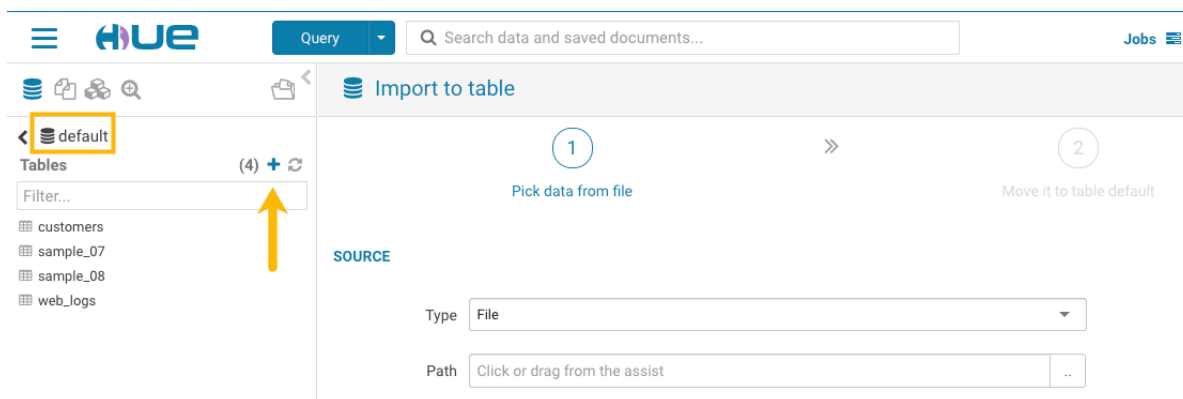 HUE
Query
Search data and saved documents...
Jobs
Import to table
default
Tables (4)
Filter...
customers
sample_07
sample_08
web_logs
1
Pick data from file
2
Move it to table default
SOURCE
Type File
Path Click or drag from the assist ..